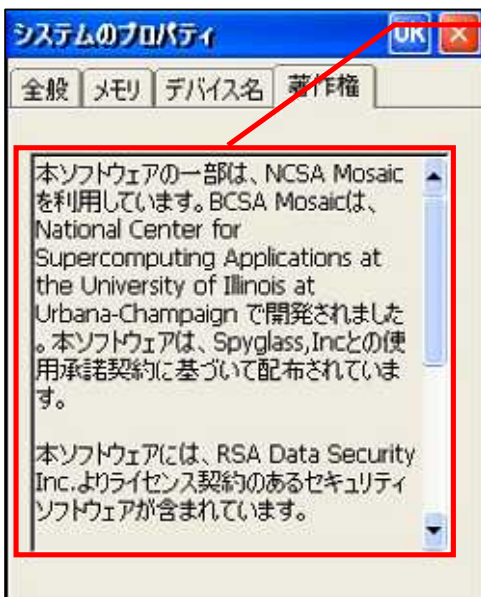 システムのプロパティ OK
全般 メモリ デバイス名 著作権
本ソフトウェアの一部は、NCSA Mosaic
を利用しています。BCSA Mosaicは、
National Center for
Supercomputing Applications at
the University of Illinois at
Urbana-Champaign で開発されました
。本ソフトウェアは、Spyglass,Incとの使
用承諾契約に基づいて配布されていま
す。
本ソフトウェアには、RSA Data Security
Inc.よりライセンス契約のあるセキュリティ
ソフトウェアが含まれています。